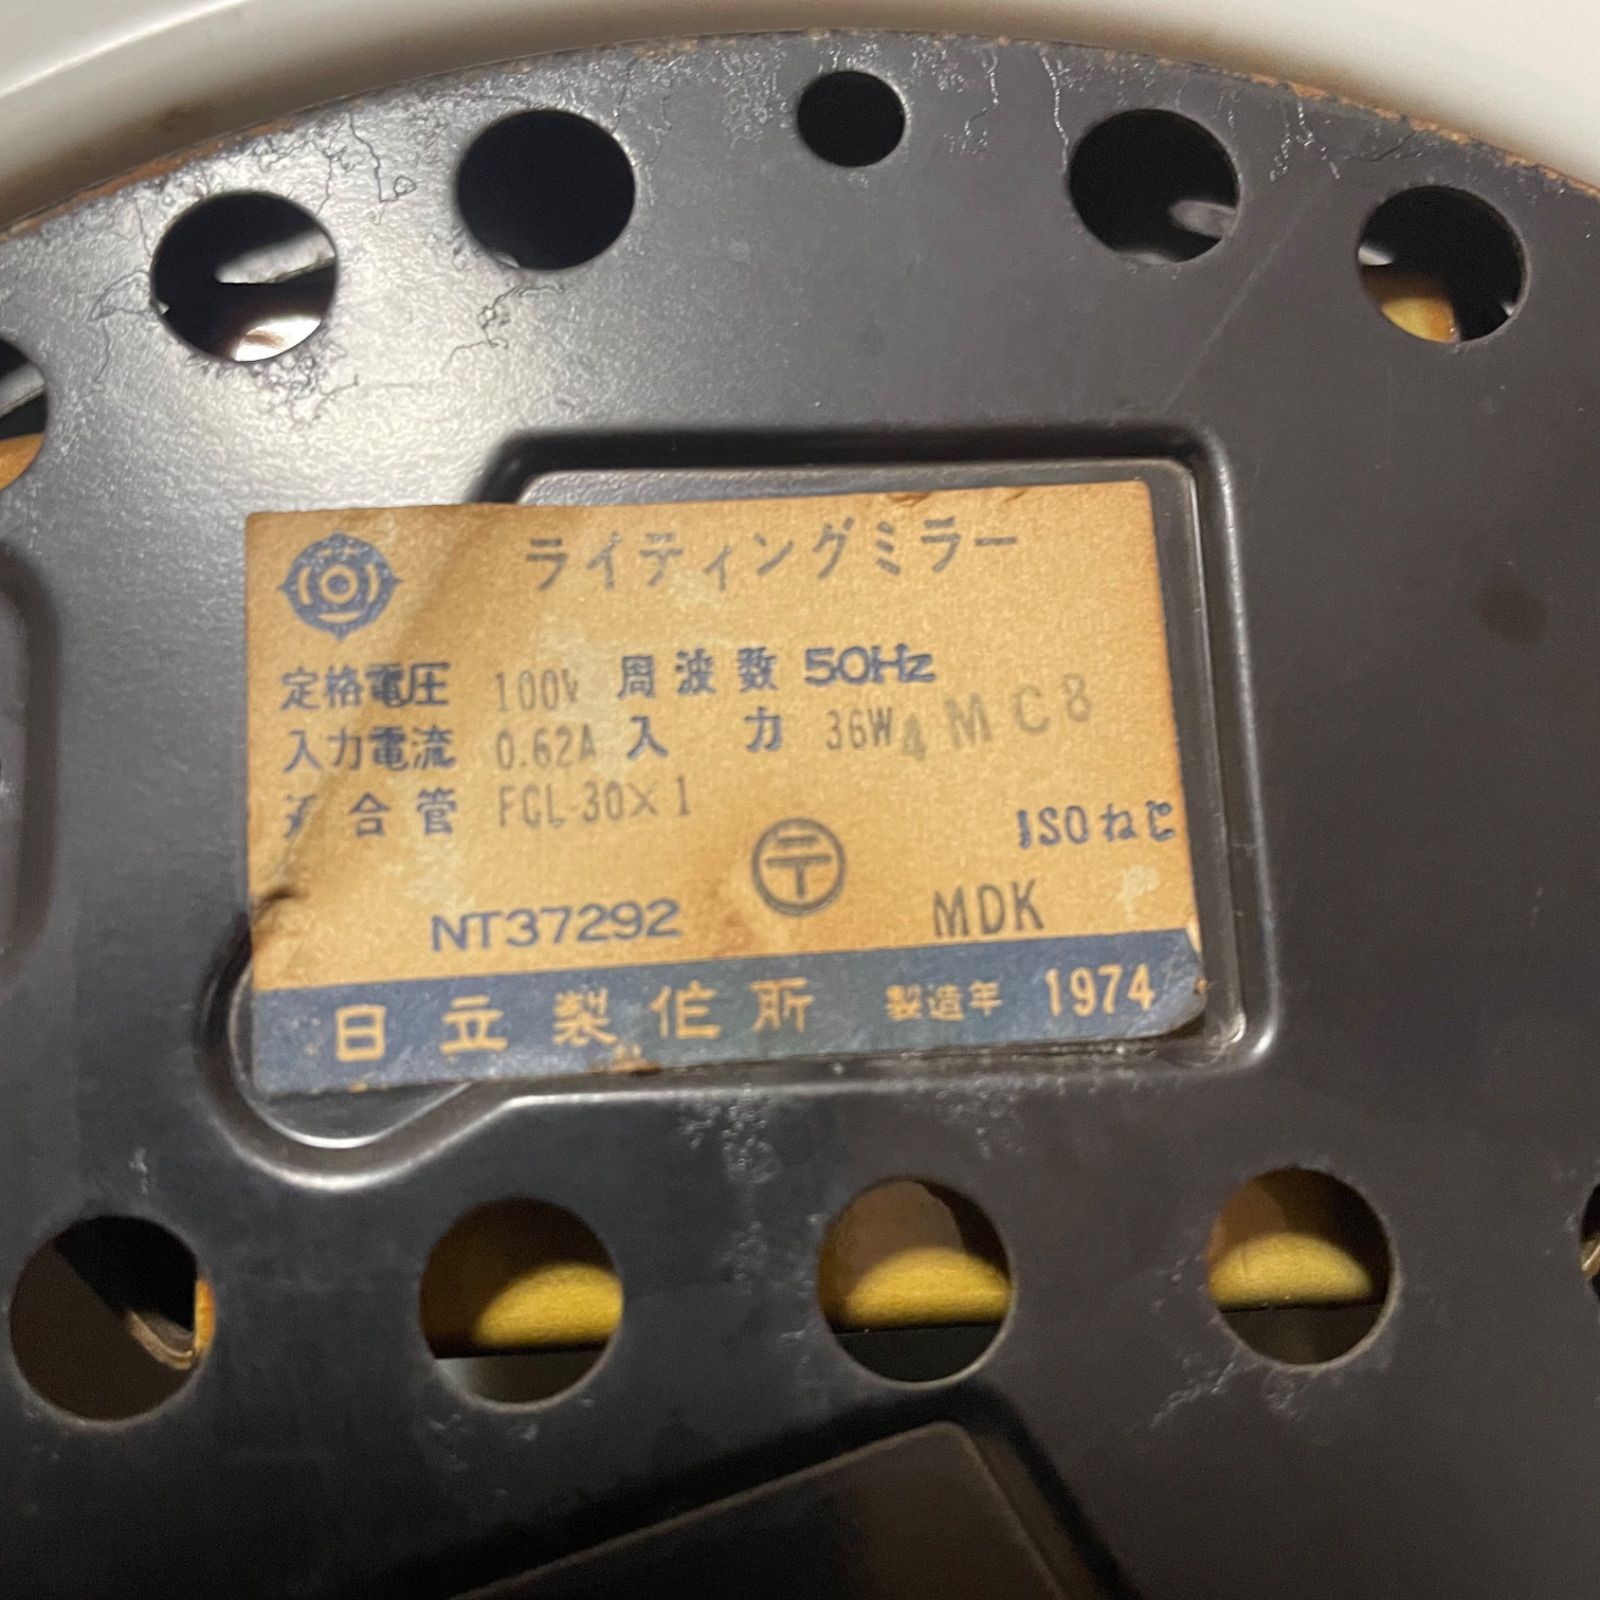 ライティングミラー
定格電圧 100V 周波数 50Hz
入力電流 0.62A 入力 36W 4MC8
適合管 FCL-30×1
ISOねじ
〒
NT37292 MDK
日立製作所 製造年 1974